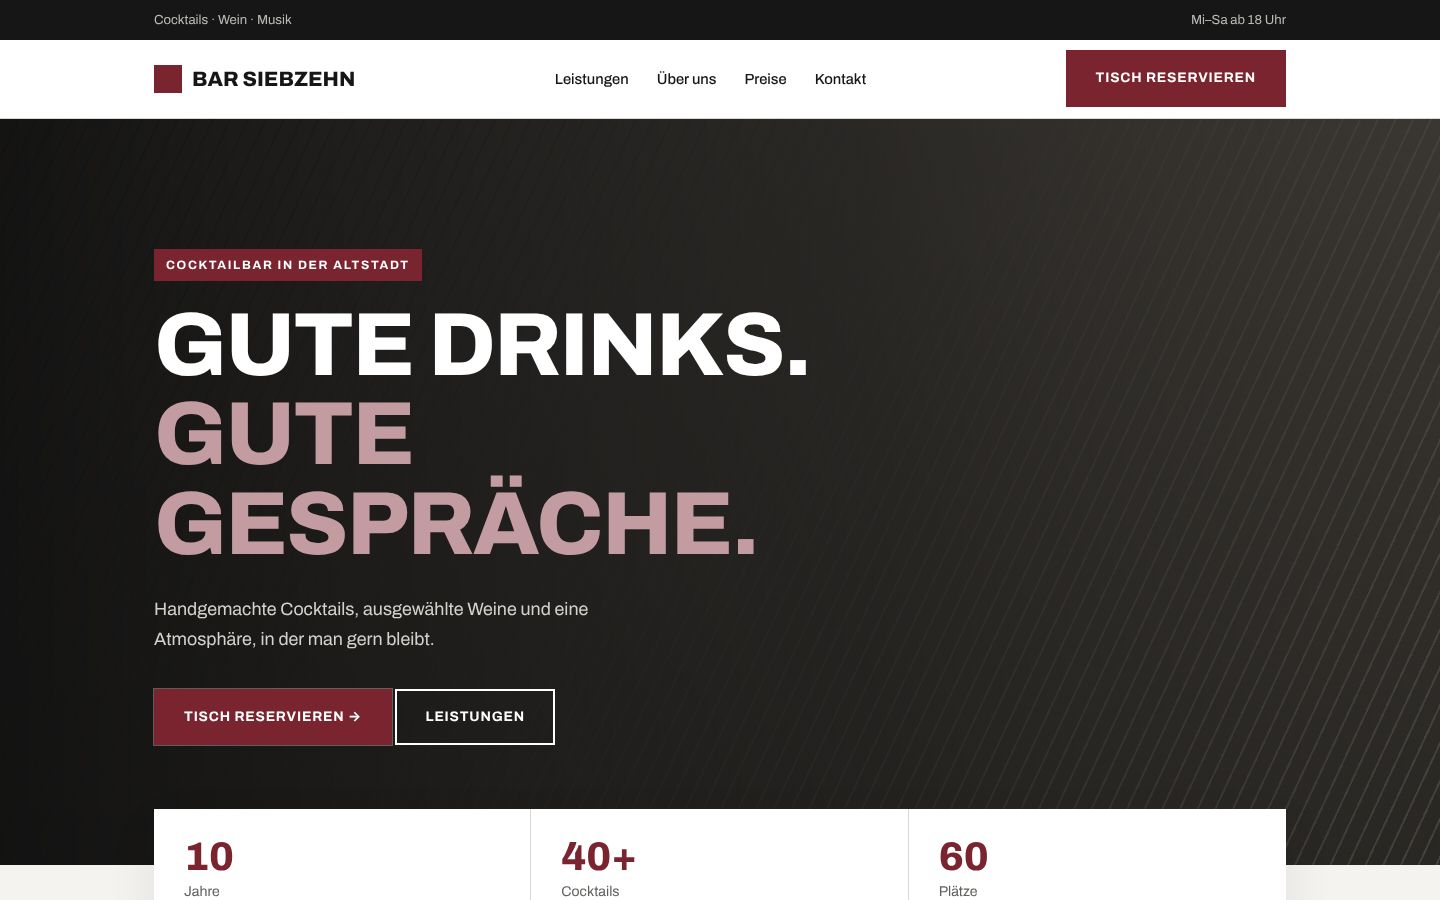 Cocktails · Wein · Musik
Mi–Sa ab 18 Uhr
BAR SIEBZEHN
Leistungen
Über uns
Preise
Kontakt
TISCH RESERVIEREN
COCKTAILBAR IN DER ALTSTADT
GUTE DRINKS.
GUTE
GESPRÄCHE.
Handgemachte Cocktails, ausgewählte Weine und eine
Atmosphäre, in der man gern bleibt.
TISCH RESERVIEREN →
LEISTUNGEN
10
Jahre
40+
Cocktails
60
Plätze